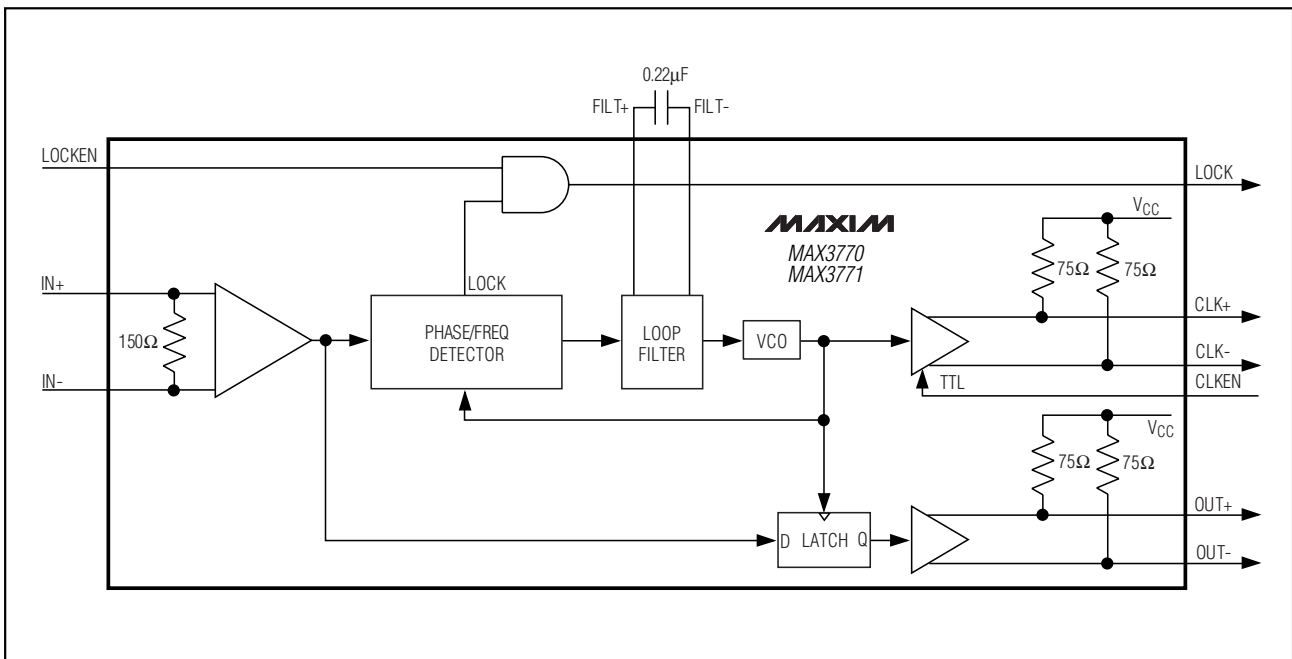 0.22µF
FILT+ FILT-
LOCKEN
LOCK
VCC
MAXIM
MAX3770
MAX3771
75Ω 75Ω
LOCK
IN+
CLK+
PHASE/FREQ
DETECTOR
LOOP
FILTER
VCO
150Ω
CLK-
IN-
TTL
CLKEN
VCC
75Ω 75Ω
OUT+
D LATCH Q
OUT-